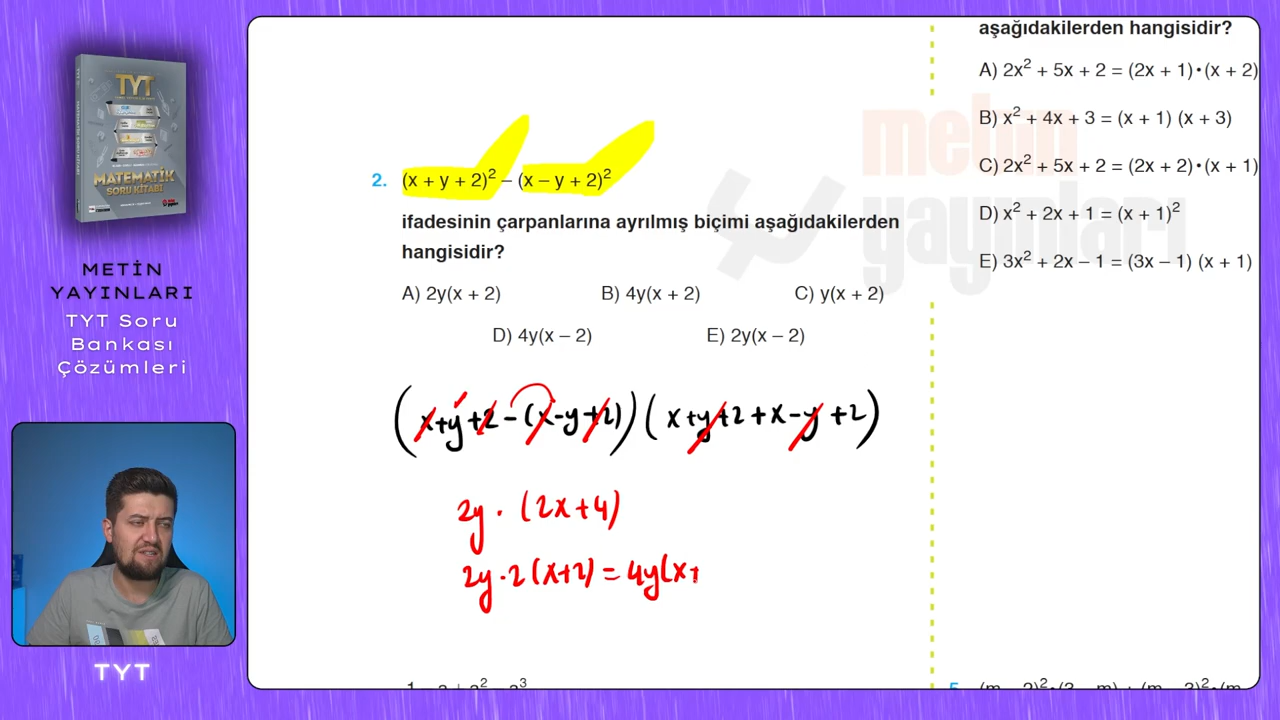 TYT
MATEMATİK
SORU KİTABI
METİN
YAYINLARI
TYT Soru
Bankası
Çözümleri
TYT
metin
yayınları
2. (x + y + 2)² – (x – y + 2)²
ifadesinin çarpanlarına ayrılmış biçimi aşağıdakilerden
hangisidir?
A) 2y(x + 2) B) 4y(x + 2) C) y(x + 2)
D) 4y(x – 2) E) 2y(x – 2)
(x+y+2-(x-y+2))(x+y+2+x-y+2)
2y·(2x+4)
2y·2(x+2)=4y(x+
aşağıdakilerden hangisidir?
A) 2x² + 5x + 2 = (2x + 1)•(x + 2)
B) x² + 4x + 3 = (x + 1) (x + 3)
C) 2x² + 5x + 2 = (2x + 2)•(x + 1)
D) x² + 2x + 1 = (x + 1)²
E) 3x² + 2x – 1 = (3x – 1) (x + 1)